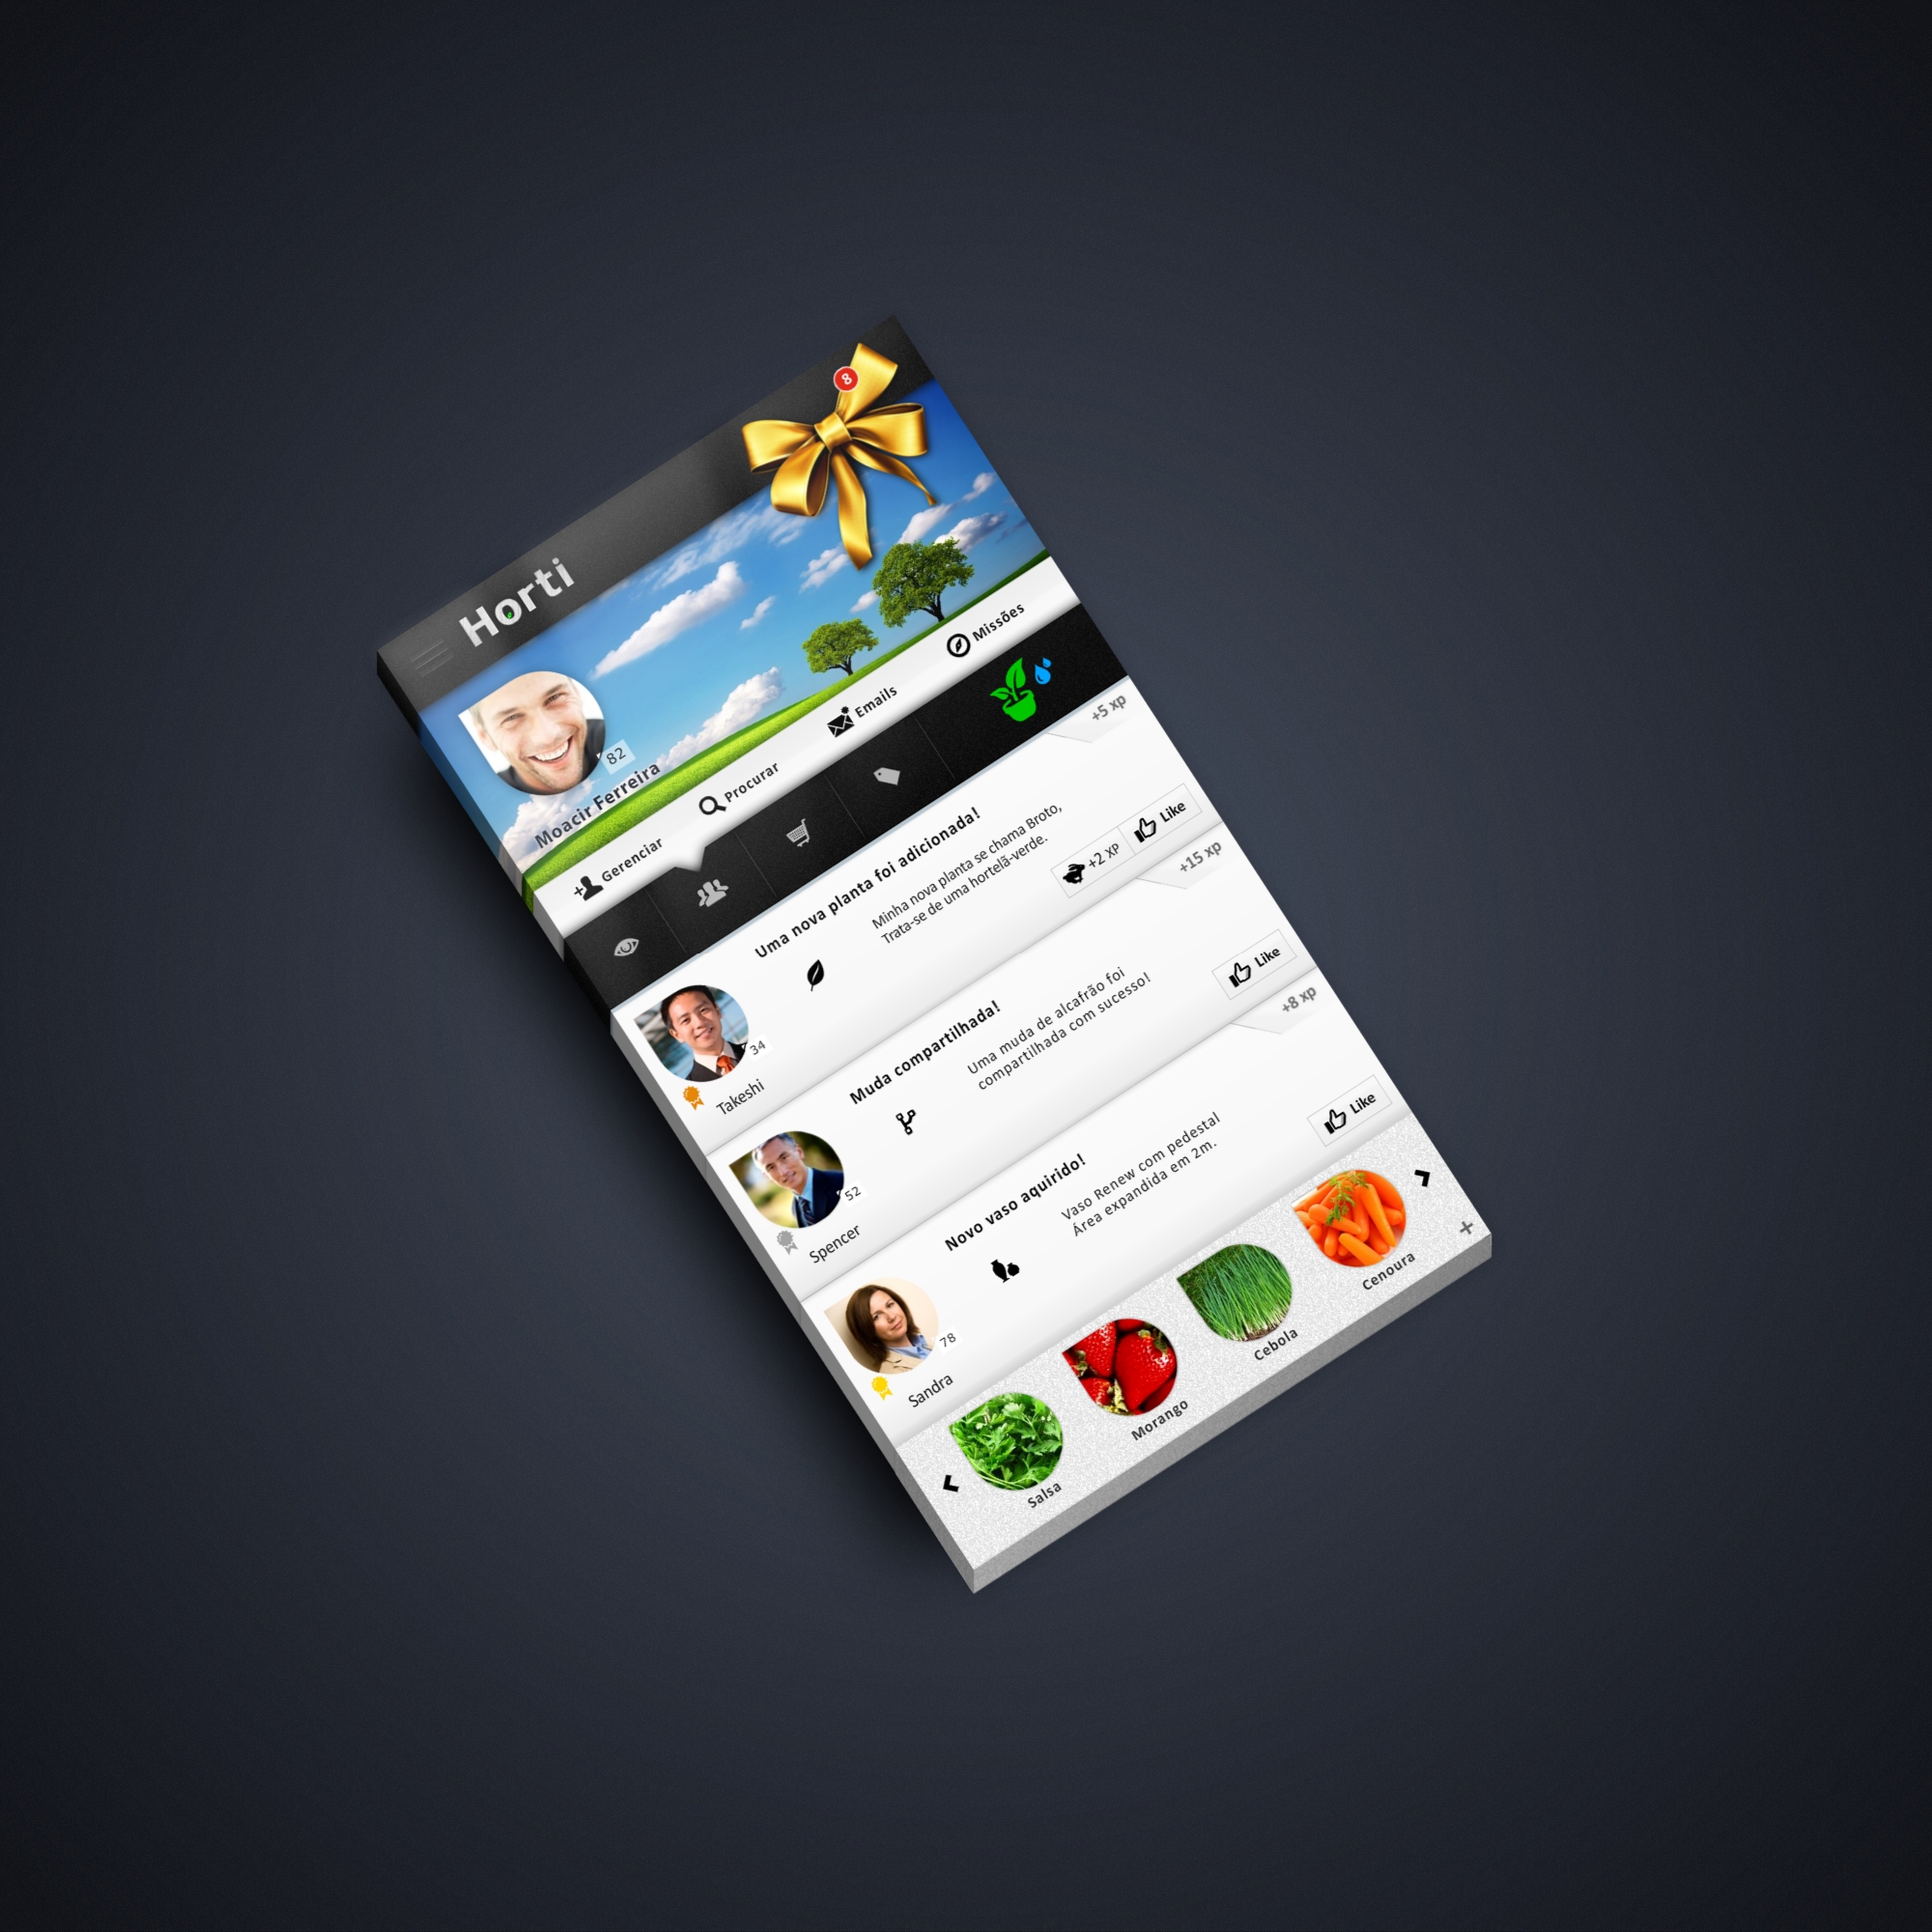 Horti
8
82
Moacir Ferreira
Gerenciar
Procurar
Emails
Missões
+5 xp
Uma nova planta foi adicionada!
Minha nova planta se chama Broto,
Trata-se de uma hortelã-verde.
34
Takeshi
+2 XP
Like
+15 xp
Muda compartilhada!
Uma muda de alcafrão foi
compartilhada com sucesso!
52
Spencer
Like
+8 xp
Novo vaso aquirido!
Vaso Renew com pedestal
Área expandida em 2m.
78
Sandra
Like
Salsa
Morango
Cebola
Cenoura
+